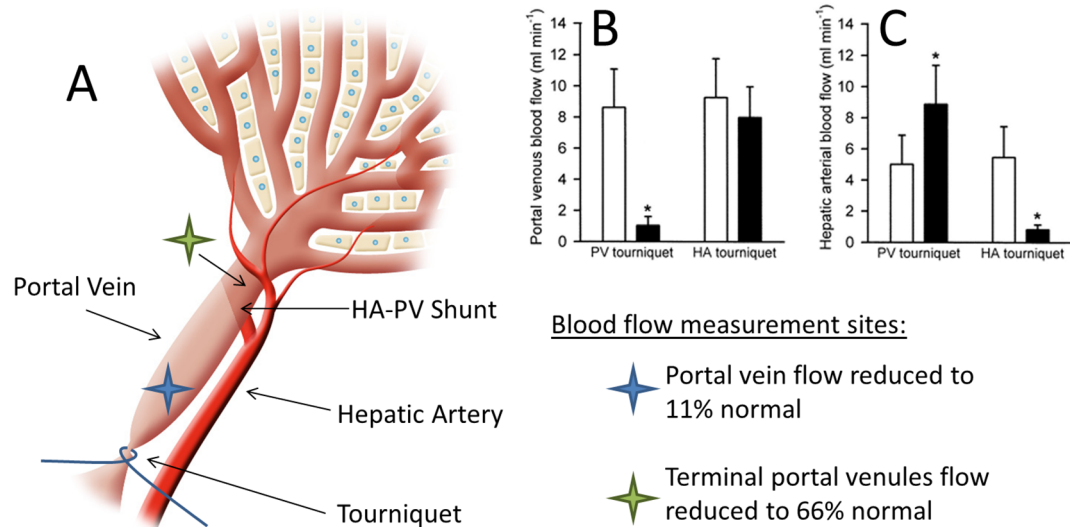 A
Portal Vein
HA-PV Shunt
Hepatic Artery
Tourniquet
B
Portal venous blood flow (ml min⁻¹)
14
12
10
8
6
4
2
0
*
PV tourniquet HA tourniquet
C
Hepatic arterial blood flow (ml min⁻¹)
14
12
10
8
6
4
2
0
*
*
PV tourniquet HA tourniquet
Blood flow measurement sites:
Portal vein flow reduced to
11% normal
Terminal portal venules flow
reduced to 66% normal